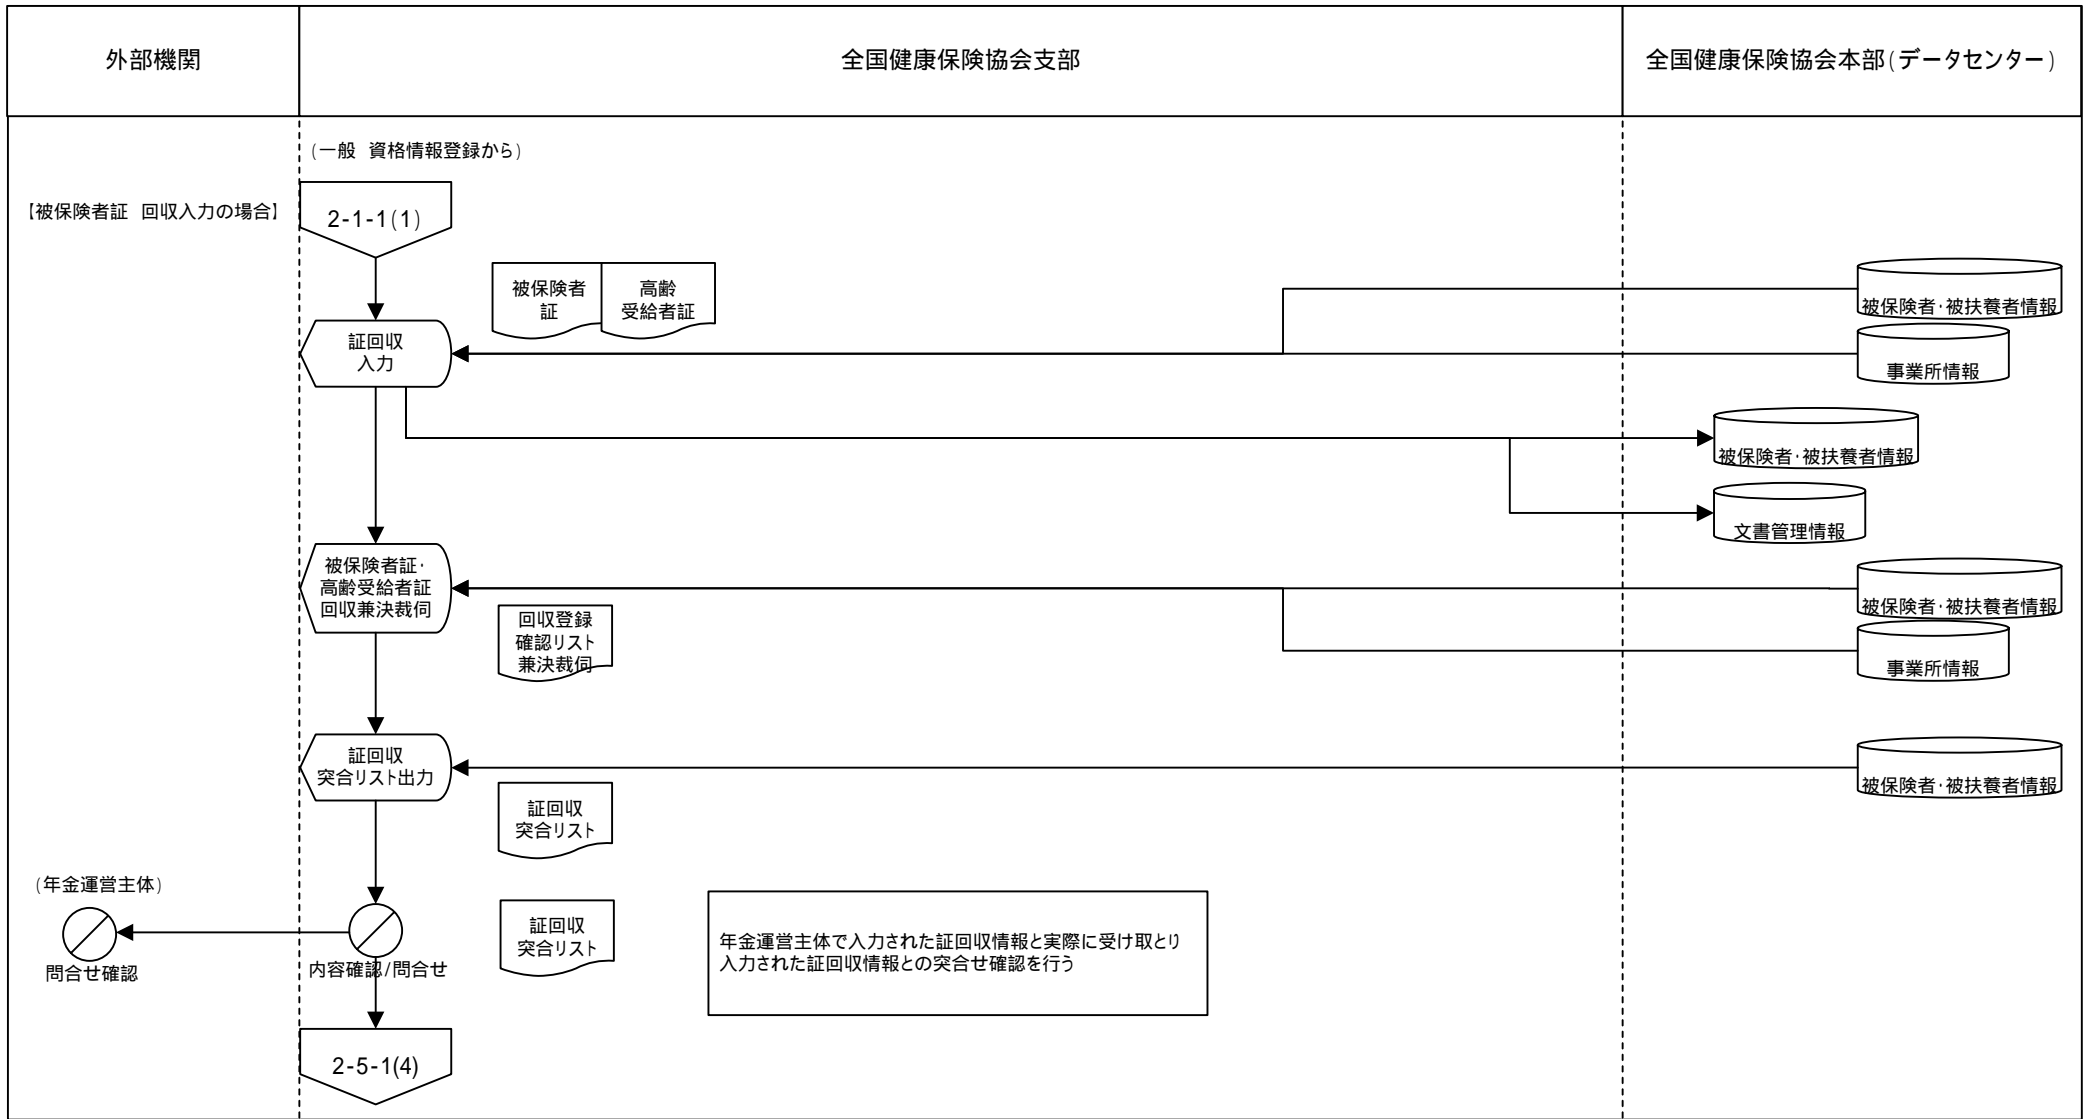 外部機関
全国健康保険協会支部
全国健康保険協会本部(データセンター)
(一般 資格情報登録から)
【被保険者証 回収入力の場合】
2-1-1(1)
被保険者
証
高齢
受給者証
被保険者・被扶養者情報
証回収
入力
事業所情報
被保険者・被扶養者情報
文書管理情報
被保険者証・
高齢受給者証
回収兼決裁伺
被保険者・被扶養者情報
回収登録
確認リスト
兼決裁伺
事業所情報
証回収
突合リスト出力
被保険者・被扶養者情報
証回収
突合リスト
(年金運営主体)
問合せ確認
内容確認/問合せ
証回収
突合リスト
年金運営主体で入力された証回収情報と実際に受け取とり
入力された証回収情報との突合せ確認を行う
2-5-1(4)